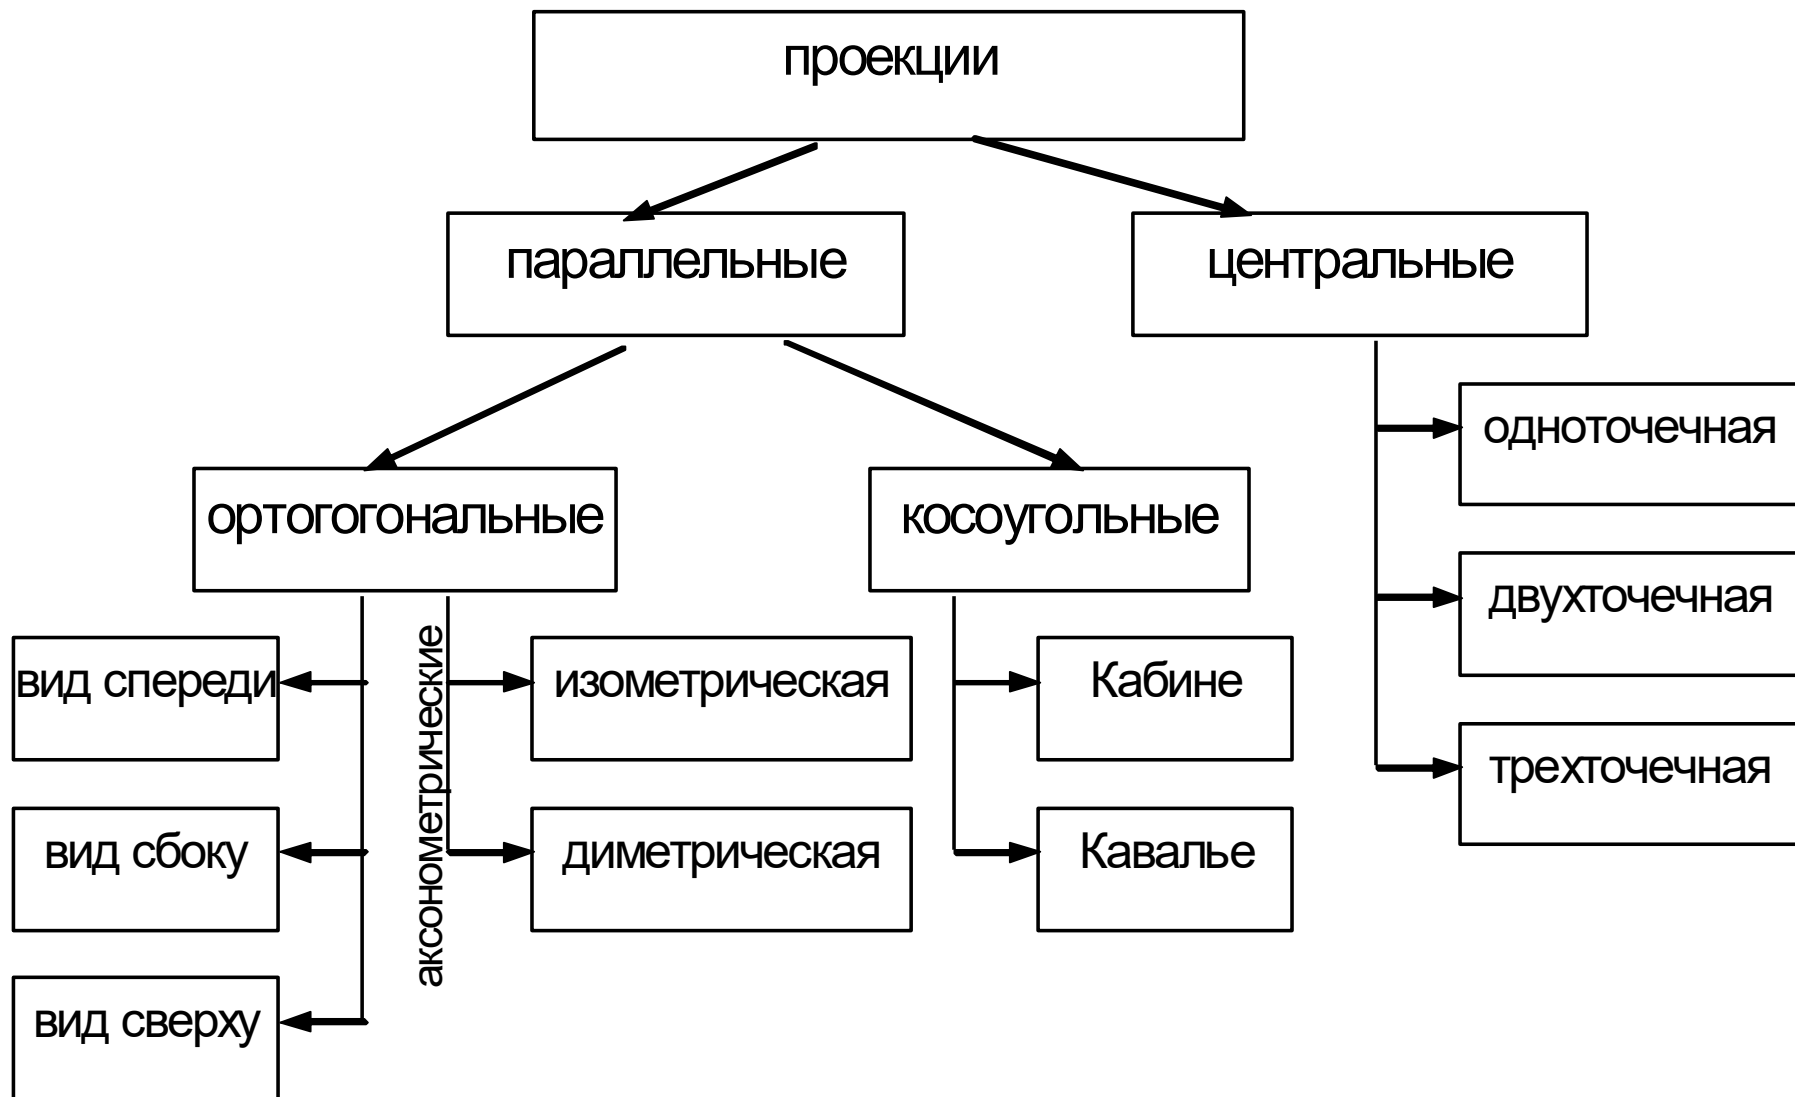 проекции
параллельные
центральные
одноточечная
ортогогональные
косоугольные
двухточечная
аксонометрические
вид спереди
изометрическая
Кабине
трехточечная
вид сбоку
диметрическая
Кавалье
вид сверху